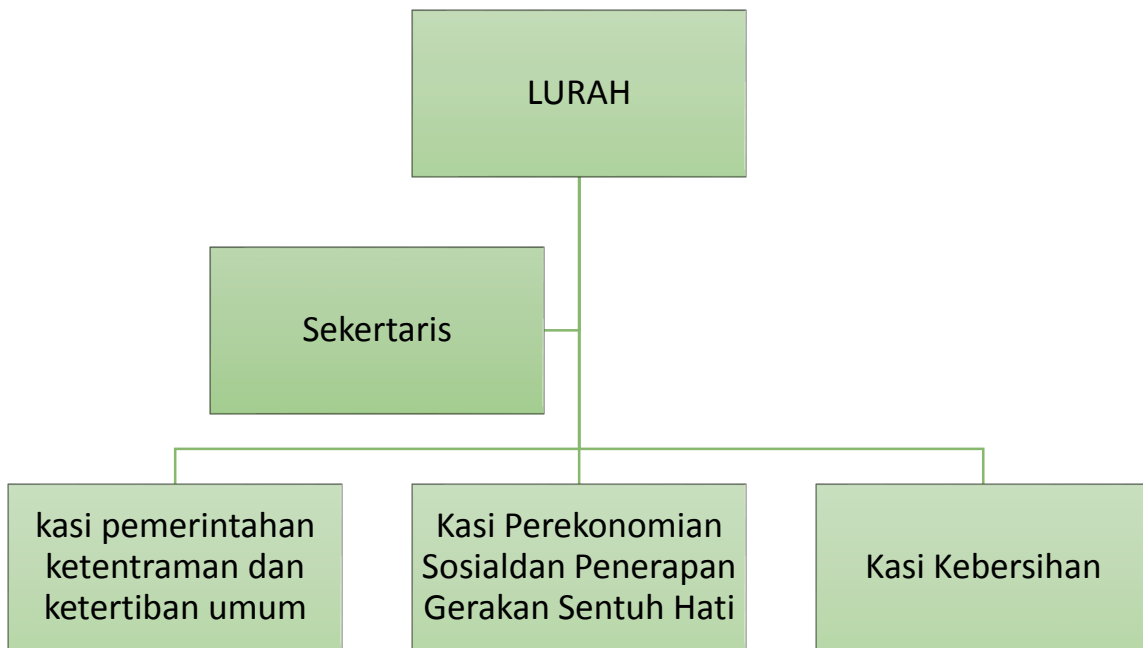 LURAH
Sekertaris
kasi pemerintahan
ketentraman dan
ketertiban umum
Kasi Perekonomian
Sosialdan Penerapan
Gerakan Sentuh Hati
Kasi Kebersihan